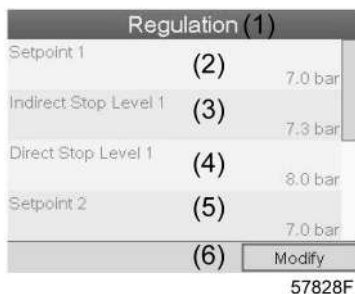 Regulation (1)
Setpoint 1
(2)
7.0 bar
Indirect Stop Level 1
(3)
7.3 bar
Direct Stop Level 1
(4)
8.0 bar
Setpoint 2
(5)
7.0 bar
(6) Modify
57828F